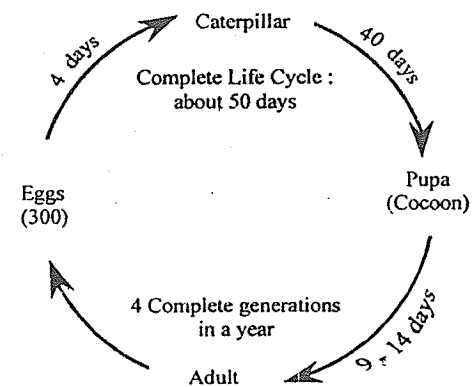 Caterpillar
4 days
40 days
Complete Life Cycle :
about 50 days
Eggs
(300)
Pupa
(Cocoon)
4 Complete generations
in a year
9 - 14 days
Adult